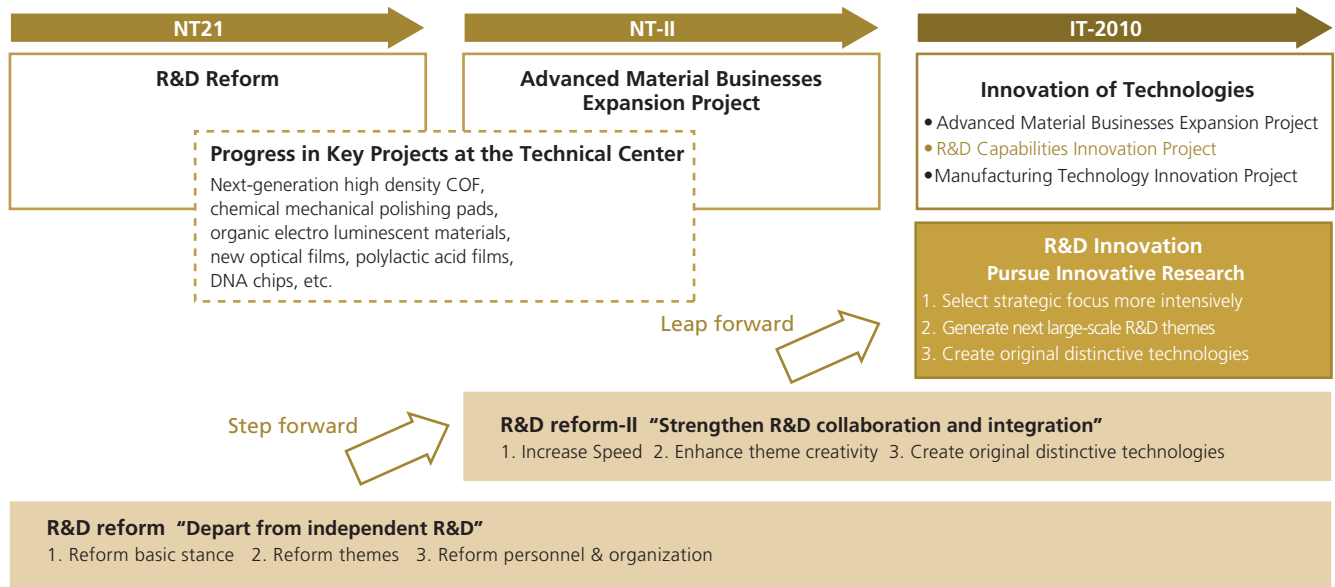 NT21
NT-II
IT-2010
R&D Reform
Advanced Material Businesses
Expansion Project
Innovation of Technologies
• Advanced Material Businesses Expansion Project
• R&D Capabilities Innovation Project
• Manufacturing Technology Innovation Project
Progress in Key Projects at the Technical Center
Next-generation high density COF,
chemical mechanical polishing pads,
organic electro luminescent materials,
new optical films, polylactic acid films,
DNA chips, etc.
R&D Innovation
Pursue Innovative Research
1. Select strategic focus more intensively
2. Generate next large-scale R&D themes
3. Create original distinctive technologies
Leap forward
Step forward
R&D reform-II "Strengthen R&D collaboration and integration"
1. Increase Speed 2. Enhance theme creativity 3. Create original distinctive technologies
R&D reform "Depart from independent R&D"
1. Reform basic stance 2. Reform themes 3. Reform personnel & organization